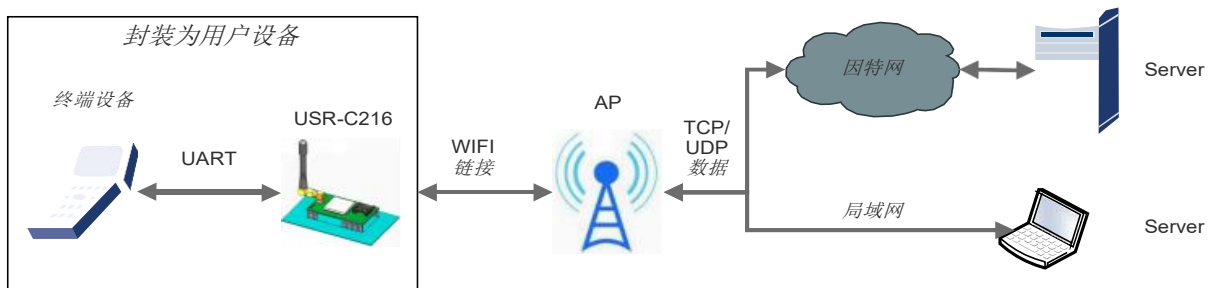 封装为用户设备
终端设备
USR-C216
UART
WIFI
链接
AP
TCP/
UDP
数据
因特网
Server
局域网
Server